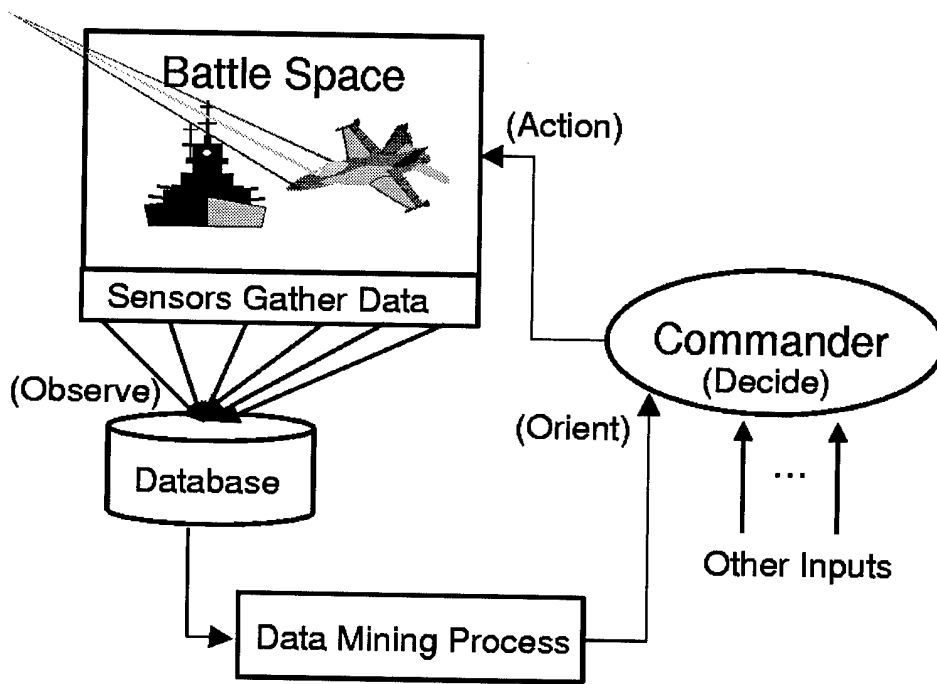 Battle Space
(Action)
Sensors Gather Data
Commander
(Decide)
(Observe)
(Orient)
Database
...
Other Inputs
Data Mining Process